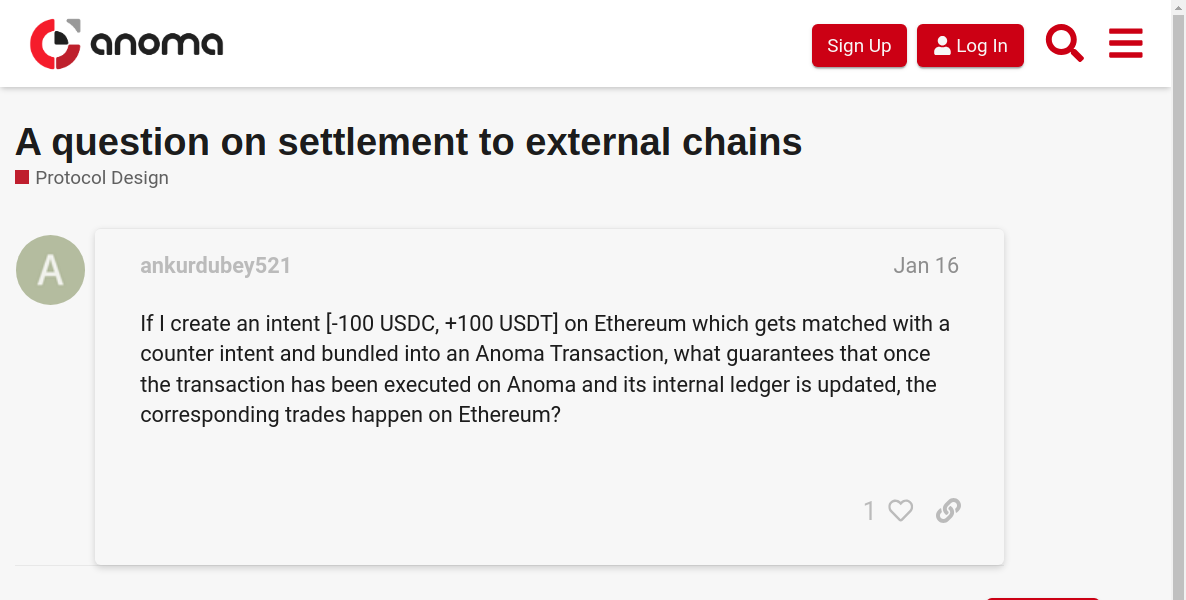 anoma
Sign Up
Log In
A question on settlement to external chains
Protocol Design
A
ankurdubey521
Jan 16
If I create an intent [-100 USDC, +100 USDT] on Ethereum which gets matched with a
counter intent and bundled into an Anoma Transaction, what guarantees that once
the transaction has been executed on Anoma and its internal ledger is updated, the
corresponding trades happen on Ethereum?
1